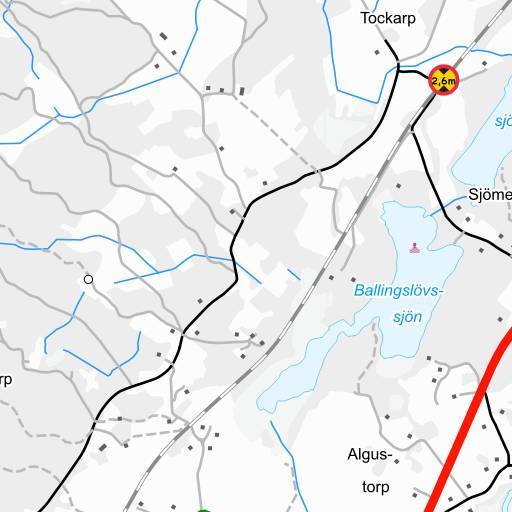 Tockarp
2,6m
sjö
Sjöme
Ballingslövs-
sjön
rp
Algus-
torp